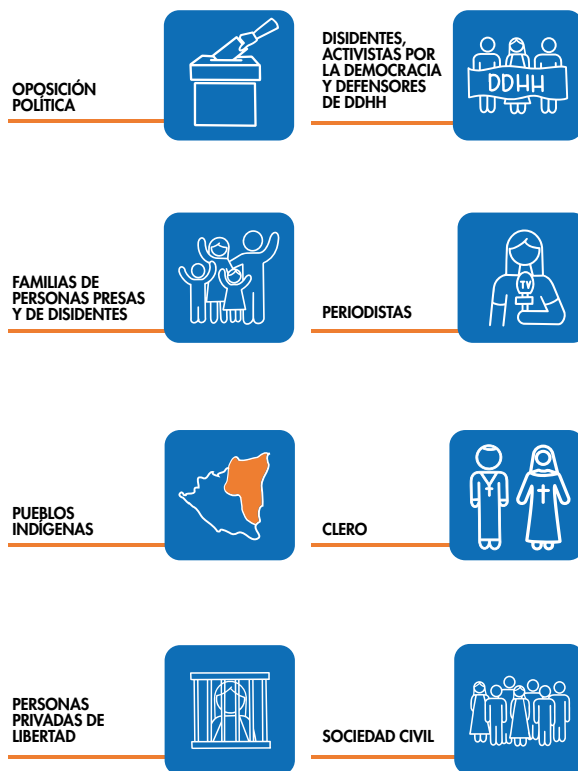 OPOSICIÓN
POLÍTICA
DISIDENTES,
ACTIVISTAS POR
LA DEMOCRACIA
Y DEFENSORES
DE DDHH
DDHH
FAMILIAS DE
PERSONAS PRESAS
Y DE DISIDENTES
PERIODISTAS
TV
PUEBLOS
INDÍGENAS
CLERO
PERSONAS
PRIVADAS DE
LIBERTAD
SOCIEDAD CIVIL